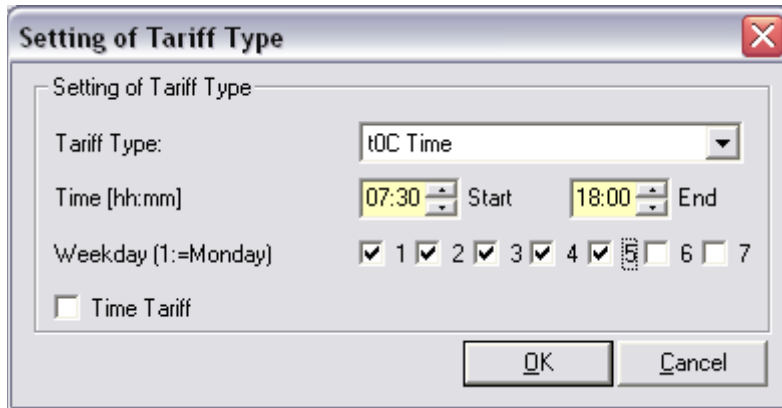 Setting of Tariff Type
Setting of Tariff Type
Tariff Type: t0C Time
Time [hh:mm] 07:30 Start 18:00 End
Weekday (1:=Monday) 1 2 3 4 5 6 7
Time Tariff
OK Cancel